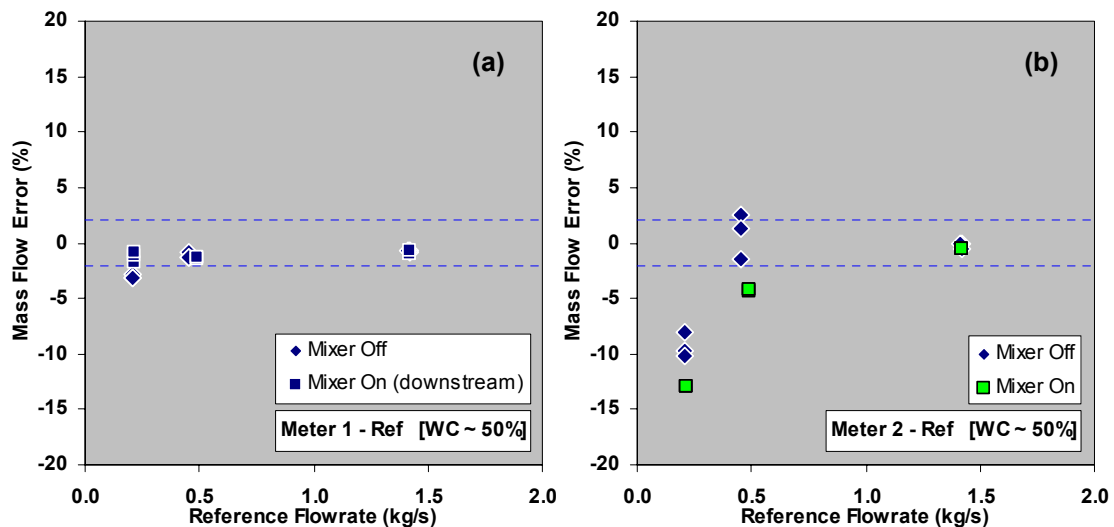 20
15
10
5
0
-5
-10
-15
-20
Mass Flow Error (%)
(a)
Mixer Off
Mixer On (downstream)
Meter 1 - Ref [WC ~ 50%]
0.0 0.5 1.0 1.5 2.0
Reference Flowrate (kg/s)
20
15
10
5
0
-5
-10
-15
-20
Mass Flow Error (%)
(b)
Mixer Off
Mixer On
Meter 2 - Ref [WC ~ 50%]
0.0 0.5 1.0 1.5 2.0
Reference Flowrate (kg/s)